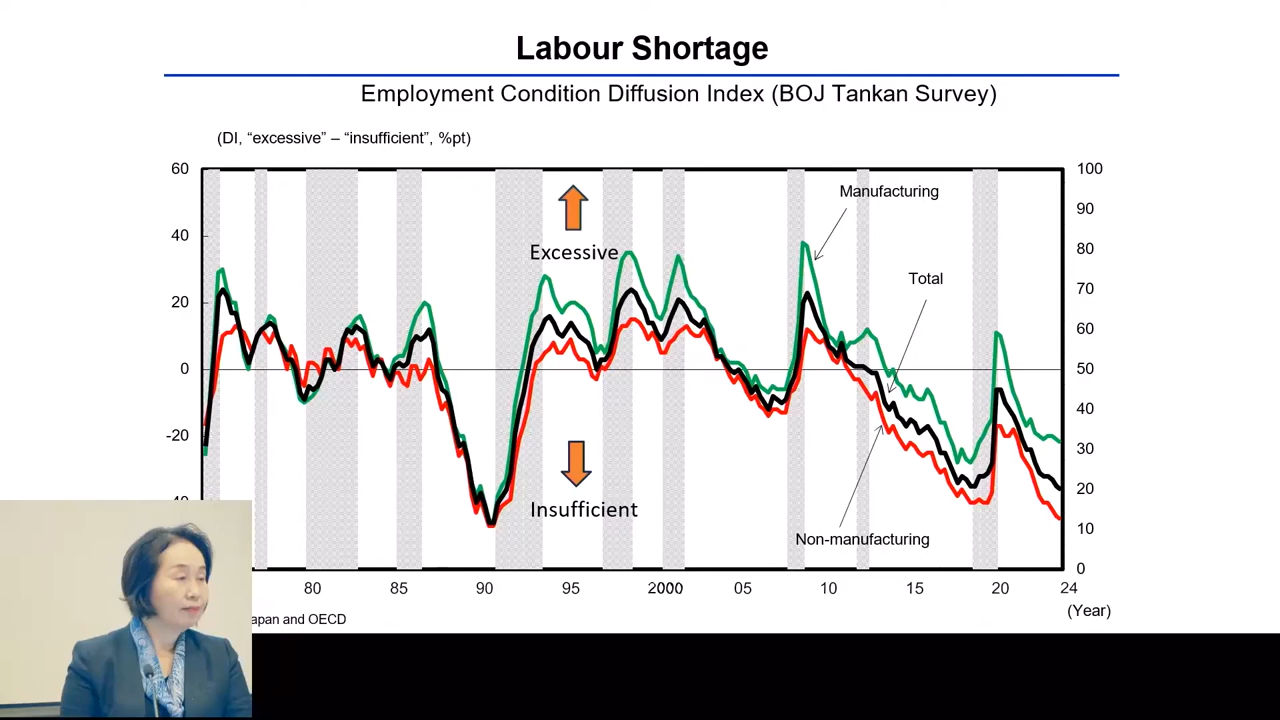 Labour Shortage
Employment Condition Diffusion Index (BOJ Tankan Survey)
(DI, “excessive” – “insufficient”, %pt)
60
100
90
Manufacturing
40
80
Excessive
Total
20
70
60
0
50
40
-20
30
20
Insufficient
10
Non-manufacturing
0
80
85
90
95
2000
05
10
15
20
24
(Year)
and OECD